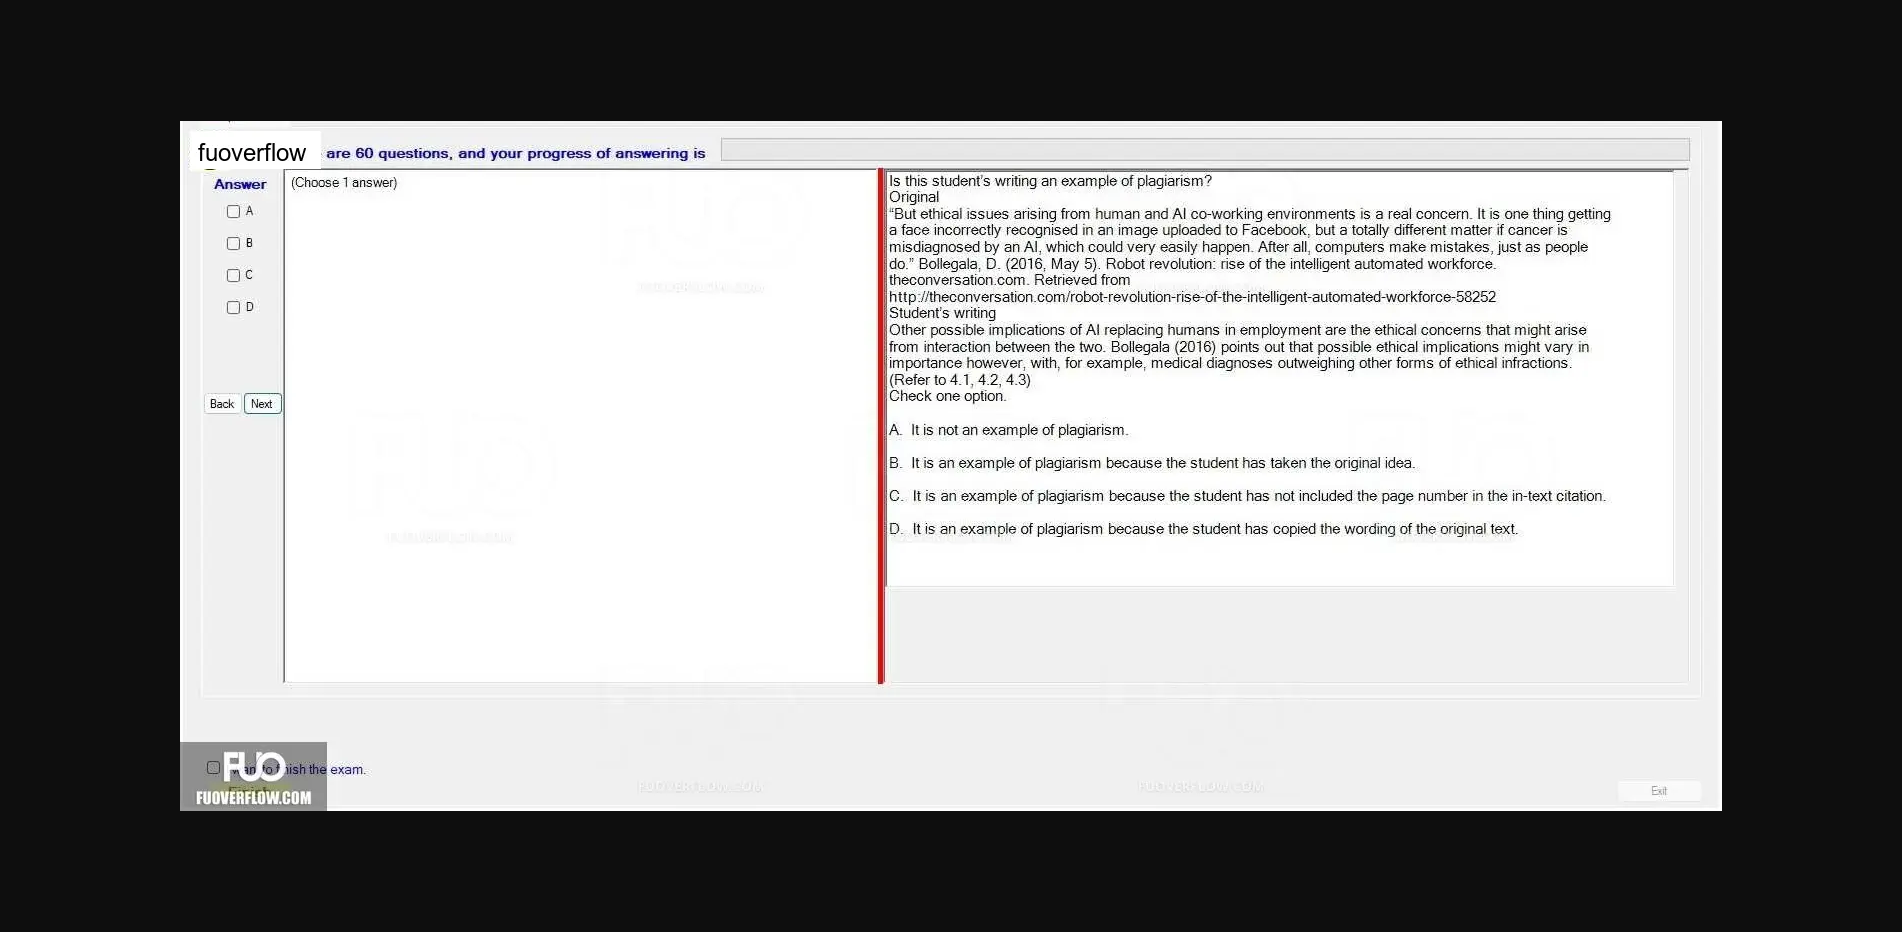 fuoverflow are 60 questions, and your progress of answering is
Answer
(Choose 1 answer)
A
B
C
D
Back Next
Is this student's writing an example of plagiarism?
Original
“But ethical issues arising from human and AI co-working environments is a real concern. It is one thing getting
a face incorrectly recognised in an image uploaded to Facebook, but a totally different matter if cancer is
misdiagnosed by an AI, which could very easily happen. After all, computers make mistakes, just as people
do.” Bollegala, D. (2016, May 5). Robot revolution: rise of the intelligent automated workforce.
theconversation.com. Retrieved from
http://theconversation.com/robot-revolution-rise-of-the-intelligent-automated-workforce-58252
Student's writing
Other possible implications of AI replacing humans in employment are the ethical concerns that might arise
from interaction between the two. Bollegala (2016) points out that possible ethical implications might vary in
importance however, with, for example, medical diagnoses outweighing other forms of ethical infractions.
(Refer to 4.1, 4.2, 4.3)
Check one option.
A. It is not an example of plagiarism.
B. It is an example of plagiarism because the student has taken the original idea.
C. It is an example of plagiarism because the student has not included the page number in the in-text citation.
D. It is an example of plagiarism because the student has copied the wording of the original text.
FUO
the exam.
FUOVERFLOW.COM
FUOVERFLOW.COM
FUOVERFLOW.COM
Exit